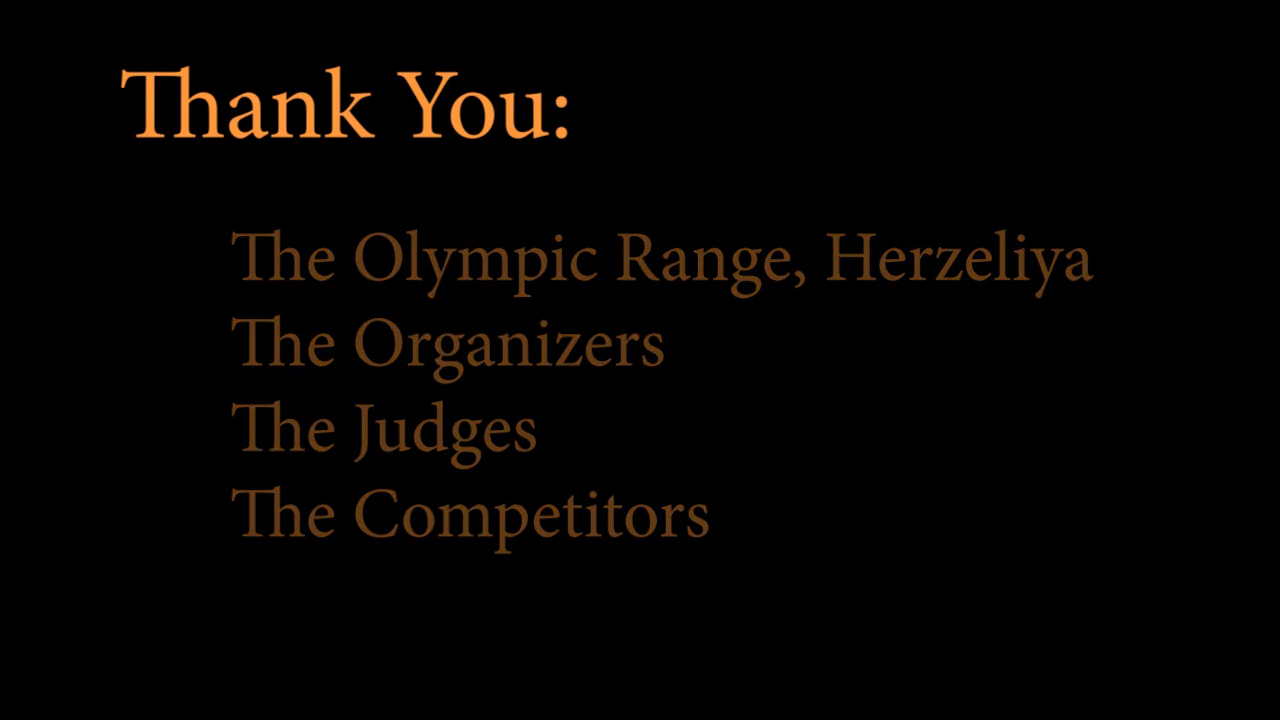 Thank You:
The Olympic Range, Herzeliya
The Organizers
The Judges
The Competitors